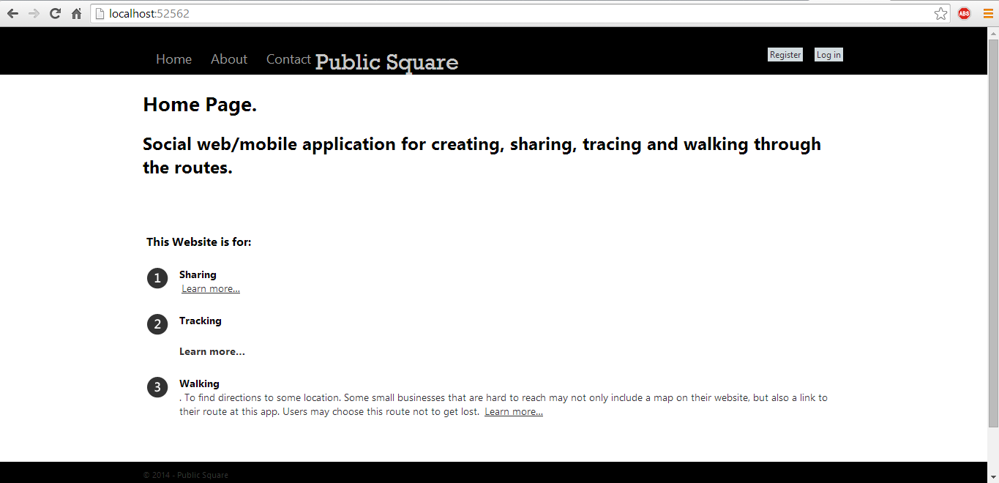 localhost:52562
ABS
Home About Contact Public Square Register Log in
Home Page.
Social web/mobile application for creating, sharing, tracing and walking through
the routes.
This Website is for:
1 Sharing
Learn more...
2 Tracking
Learn more...
3 Walking
. To find directions to some location. Some small businesses that are hard to reach may not only include a map on their website, but also a link to
their route at this app. Users may choose this route not to get lost. Learn more...
© 2014 - Public Square